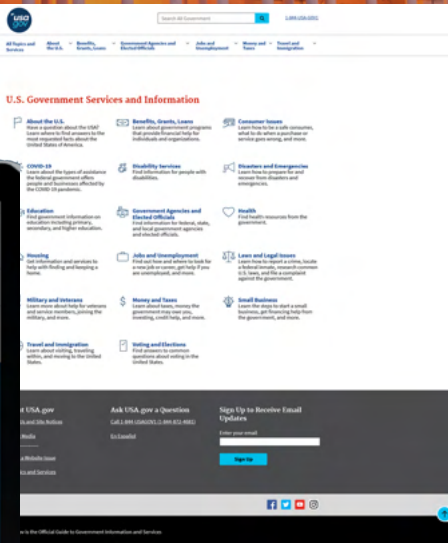 usa
gov
Search All Government
1-844-USA-GOV1
All Topics and Services
About the U.S.
Benefits, Grants, Loans
Government Agencies and Elected Officials
Jobs and Unemployment
Money and Taxes
Travel and Immigration
U.S. Government Services and Information
About the U.S.
Have a question about the USA?
Learn where to find answers to the
most requested facts about the
United States of America.
Benefits, Grants, Loans
Learn about government programs
that provide financial help for
individuals and organizations.
Consumer Issues
Learn how to be a safe consumer,
what to do when a purchase or
service goes wrong, and more.
COVID-19
Learn about the types of assistance
the federal government offers
people and businesses affected by
the COVID-19 pandemic.
Disability Services
Find information for people with
disabilities.
Disasters and Emergencies
Learn how to prepare for and
recover from disasters and
emergencies.
Education
Find government information on
education including primary,
secondary, and higher education.
Government Agencies and
Elected Officials
Find information for federal, state,
and local government agencies
and elected officials.
Health
Find health resources from the
government.
Housing
Get information and services to
help with finding and keeping a
home.
Jobs and Unemployment
Find out how and where to look for
a new job or career, get help if you
are unemployed, and more.
Laws and Legal Issues
Learn how to report a crime, locate
a federal inmate, research common
U.S. laws, and file a complaint
against the government.
Military and Veterans
Learn more about help for veterans
and service members, joining the
military, and more.
Money and Taxes
Learn about taxes, money the
government may owe you,
investing, credit help, and more.
Small Business
Learn the steps to start a small
business, get financing help from
the government, and more.
Travel and Immigration
Learn about visiting, traveling
within, and moving to the United
States.
Voting and Elections
Find answers to common
questions about voting in the
United States.
USA.gov
and Site Notices
Media
a Website Issue
and Services
Ask USA.gov a Question
Call 1-844-USAGOV1 (1-844-872-4681)
En Español
Sign Up to Receive Email
Updates
Enter your email
Sign Up
is the Official Guide to Government Information and Services